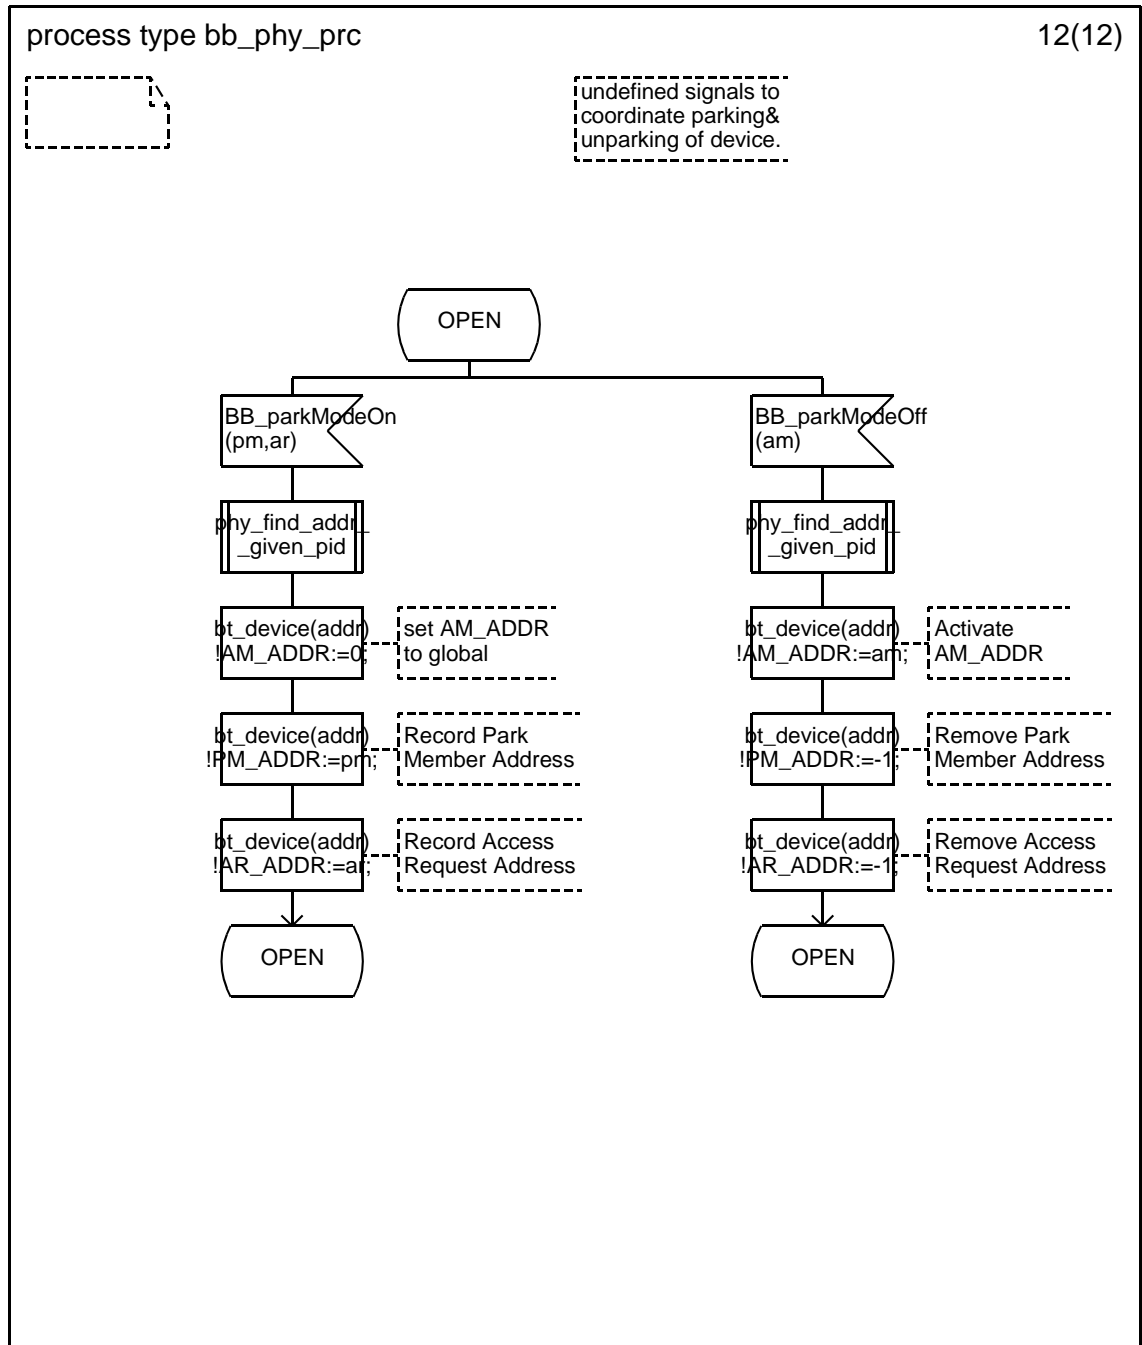 process type bb_phy_prc
12(12)
undefined signals to
coordinate parking&
unparking of device.
OPEN
BB_parkModeOn
(pm,ar)
phy_find_addr_
_given_pid
bt_device(addr)
!AM_ADDR:=0;
set AM_ADDR
to global
bt_device(addr)
!PM_ADDR:=pm;
Record Park
Member Address
bt_device(addr)
!AR_ADDR:=ar;
Record Access
Request Address
OPEN
BB_parkModeOff
(am)
phy_find_addr_
_given_pid
bt_device(addr)
!AM_ADDR:=am;
Activate
AM_ADDR
bt_device(addr)
!PM_ADDR:=-1;
Remove Park
Member Address
bt_device(addr)
!AR_ADDR:=-1;
Remove Access
Request Address
OPEN